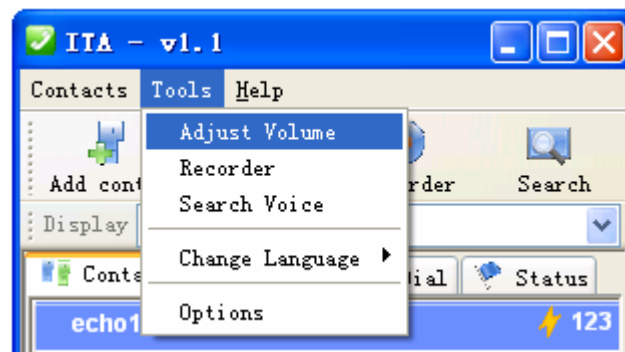 ITA - v1.1
Contacts Tools Help
Adjust Volume
Recorder
Search Voice
Change Language
Options
Add cont
rder
Search
Display
Conta
ial
Status
echo1
123